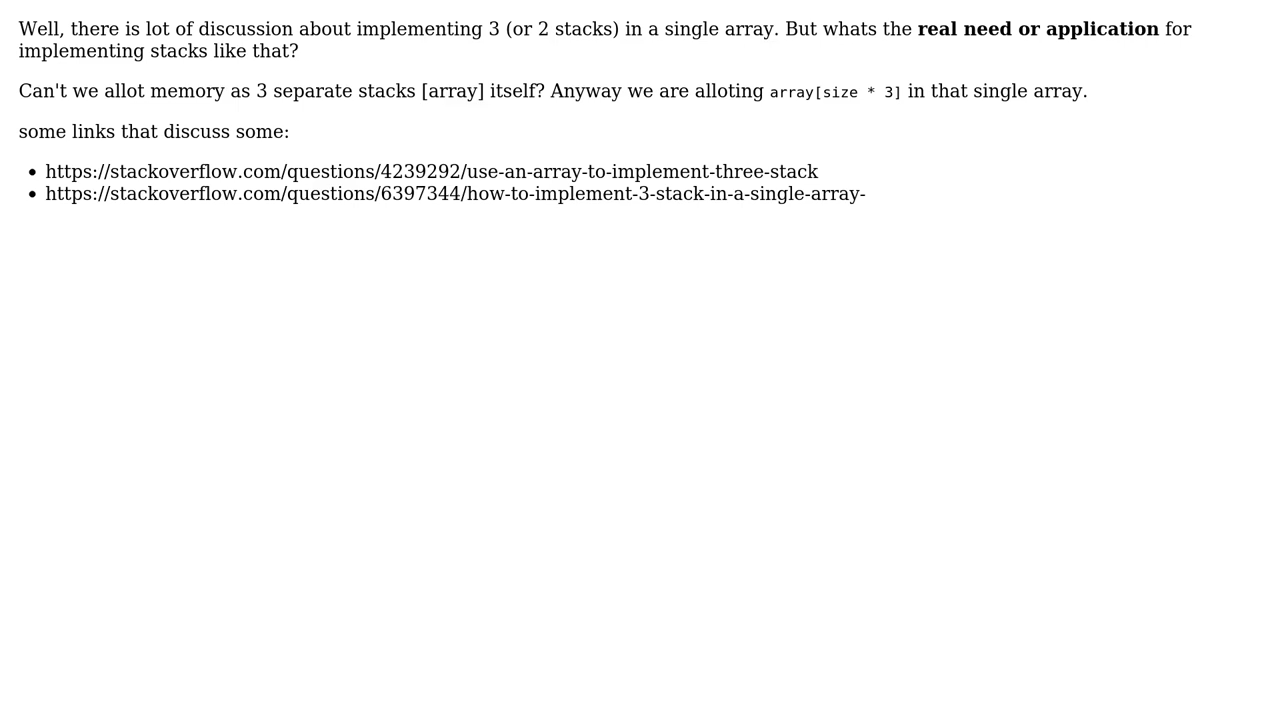 Well, there is lot of discussion about implementing 3 (or 2 stacks) in a single array. But whats the real need or application for
implementing stacks like that?
Can't we allot memory as 3 separate stacks [array] itself? Anyway we are alloting array[size * 3] in that single array.
some links that discuss some:
• https://stackoverflow.com/questions/4239292/use-an-array-to-implement-three-stack
• https://stackoverflow.com/questions/6397344/how-to-implement-3-stack-in-a-single-array-